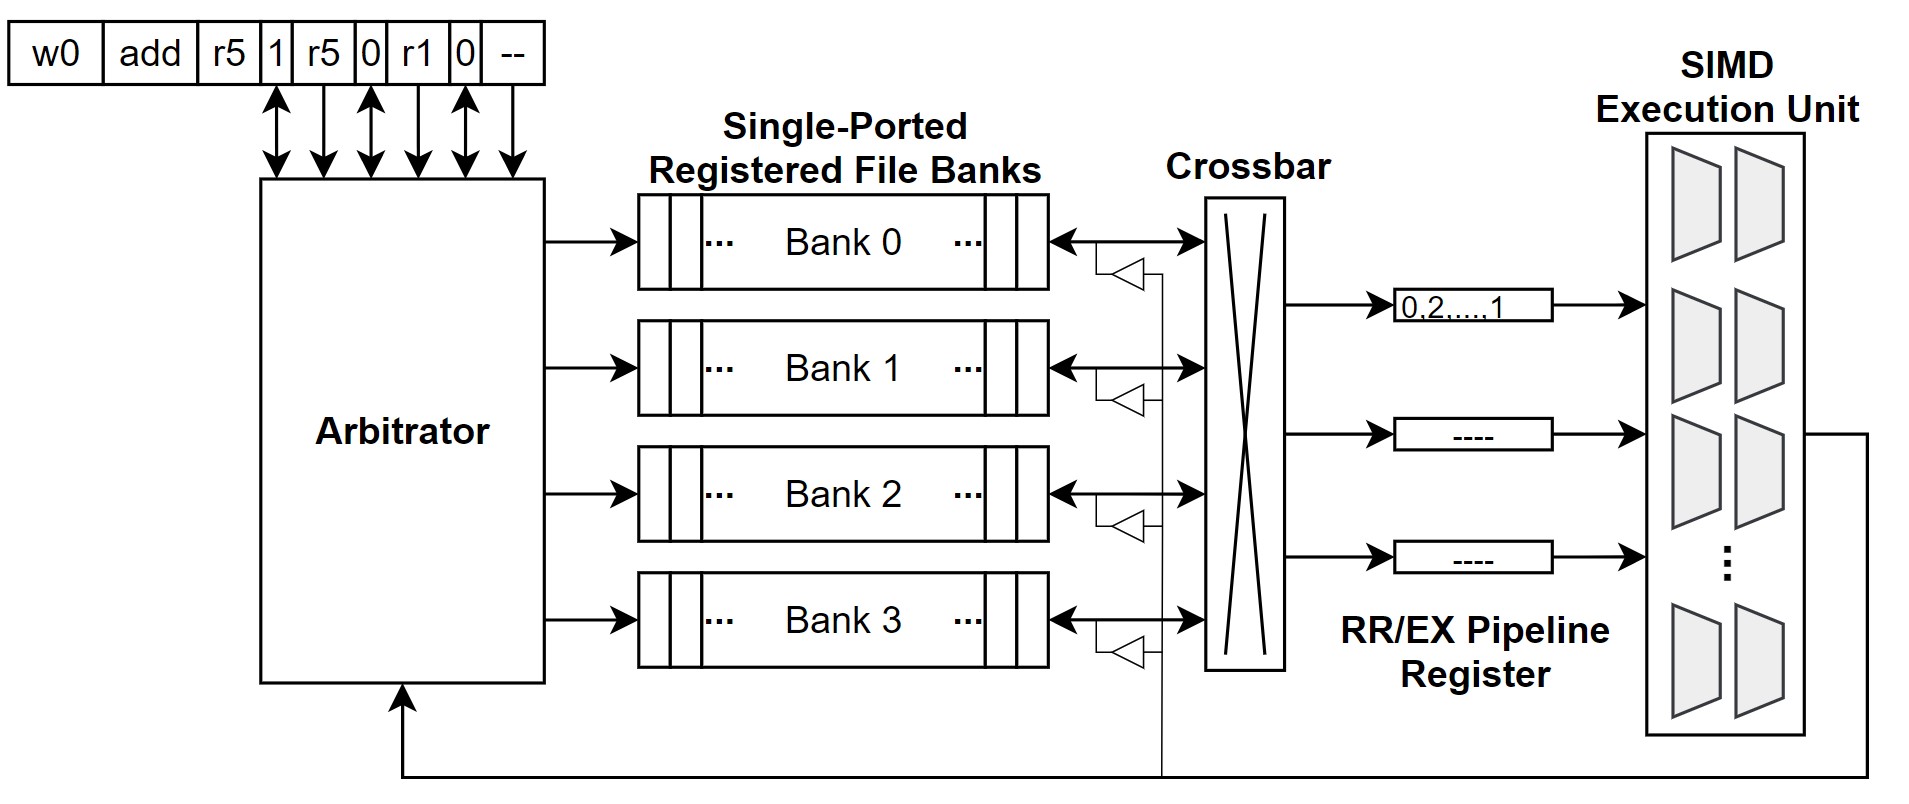 w0 add r5 1 r5 0 r1 0 --
SIMD
Execution Unit
Single-Ported
Registered File Banks
Crossbar
... Bank 0 ...
0,2,...,1
... Bank 1 ...
Arbitrator
----
... Bank 2 ...
----
... Bank 3 ...
RR/EX Pipeline
Register